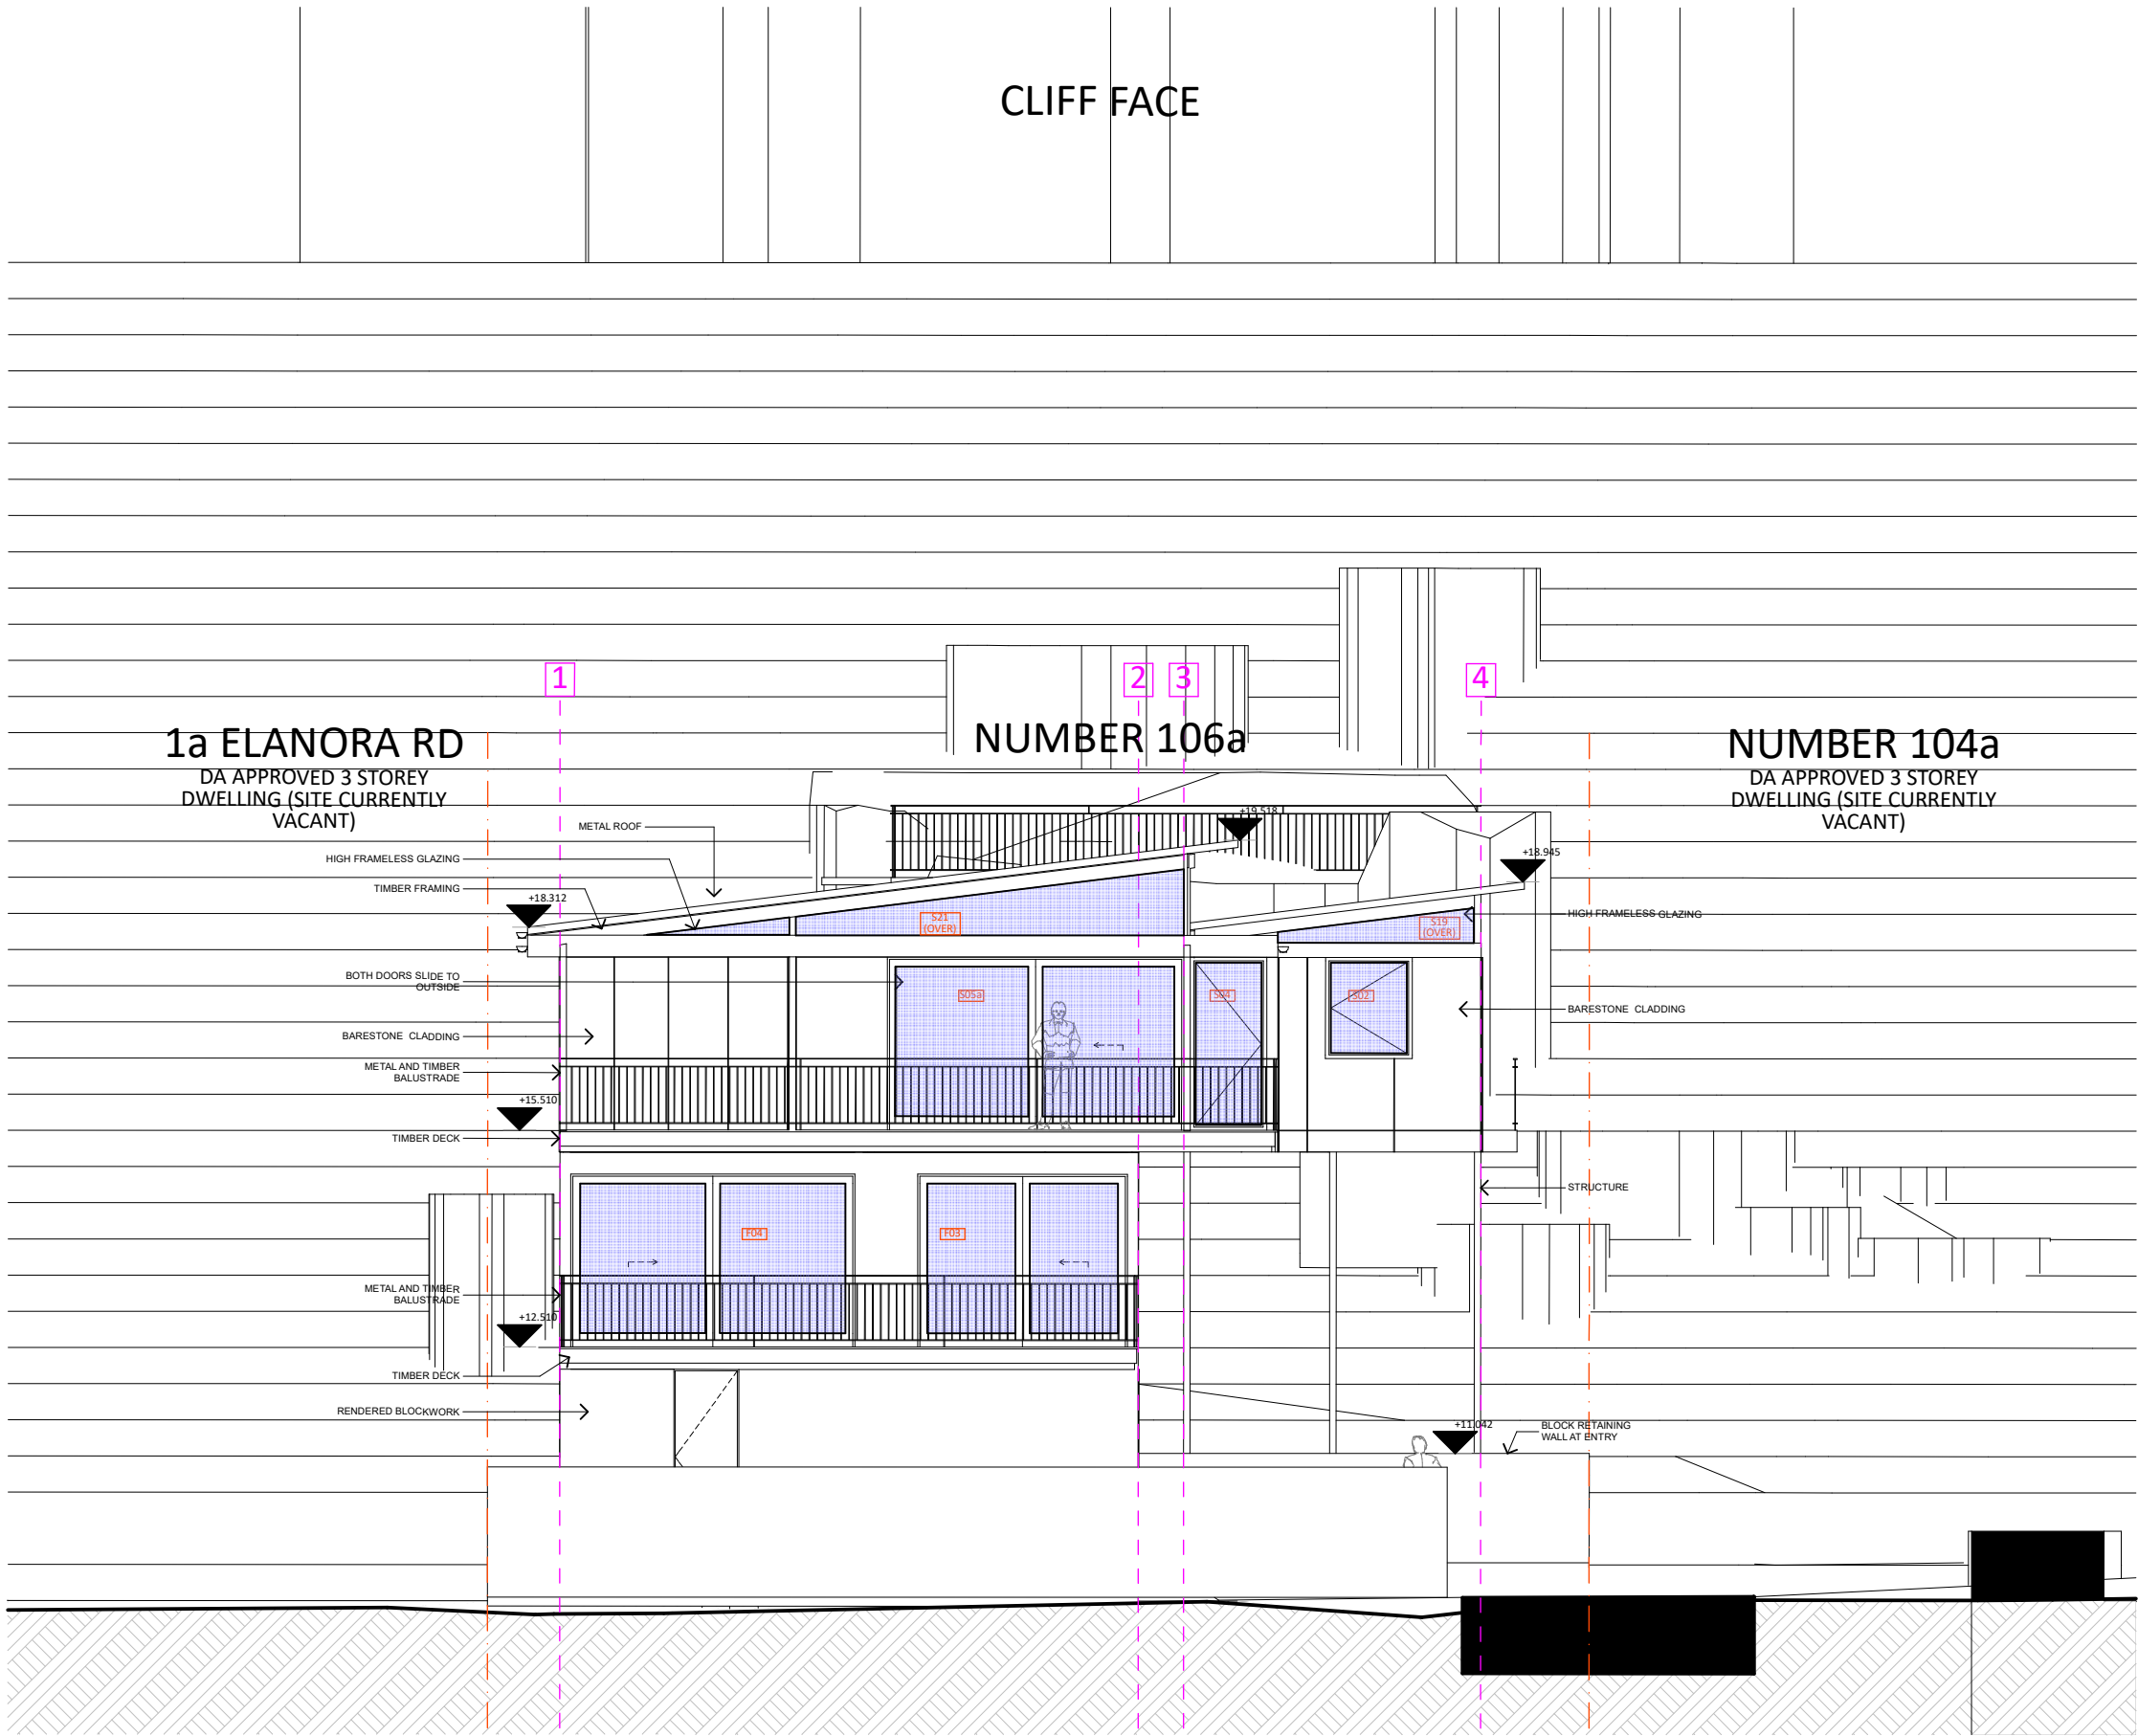 CLIFF FACE
1
2
3
4
1a ELANORA RD
DA APPROVED 3 STOREY
DWELLING (SITE CURRENTLY
VACANT)
NUMBER 106a
NUMBER 104a
DA APPROVED 3 STOREY
DWELLING (SITE CURRENTLY
VACANT)
METAL ROOF
HIGH FRAMELESS GLAZING
TIMBER FRAMING
+18.312
+19.518
+18.945
S21
(OVER)
S19
(OVER)
HIGH FRAMELESS GLAZING
BOTH DOORS SLIDE TO
OUTSIDE
S05a
S04
S02
BARESTONE CLADDING
BARESTONE CLADDING
METAL AND TIMBER
BALUSTRADE
+15.510
TIMBER DECK
STRUCTURE
F04
F03
METAL AND TIMBER
BALUSTRADE
+12.510
TIMBER DECK
RENDERED BLOCKWORK
+11.042
BLOCK RETAINING
WALL AT ENTRY